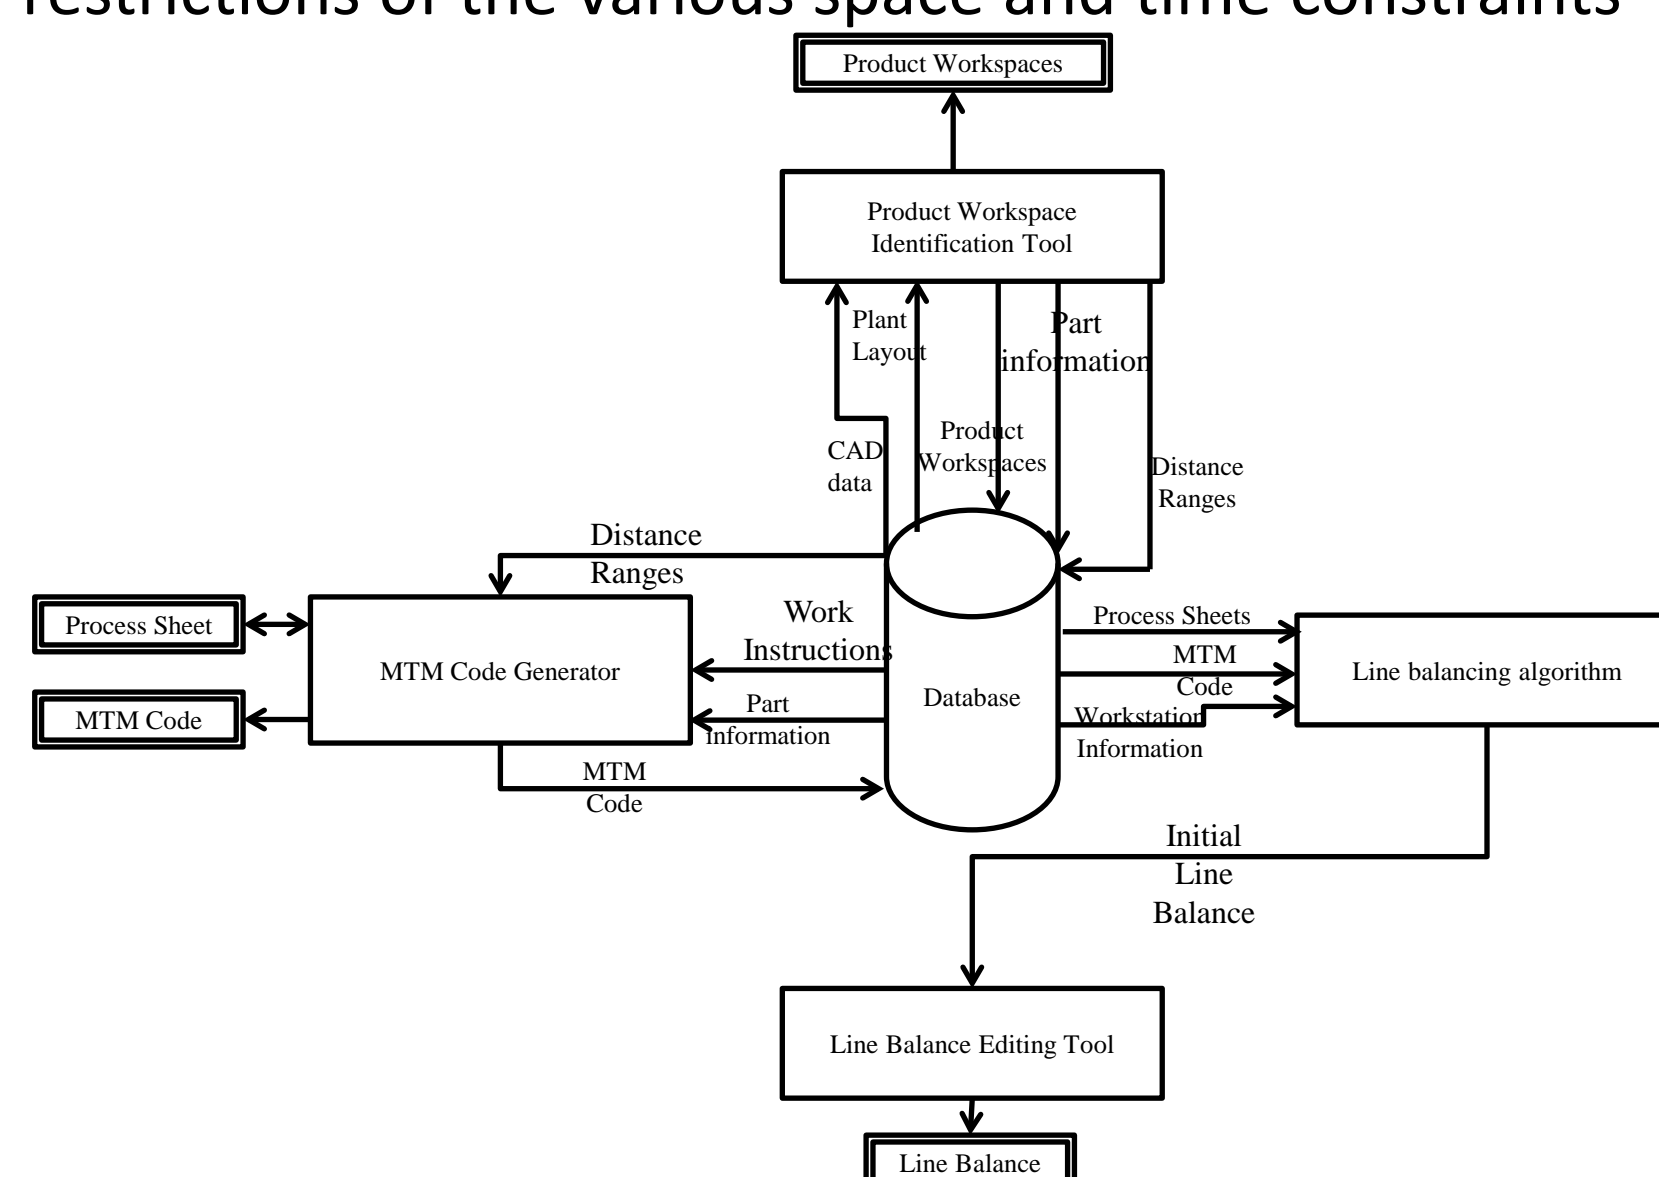 restrictions of the various space and time constraints
Product Workspaces
Product Workspace
Identification Tool
Plant
Layout
Part
information
Product
Workspaces
CAD
data
Distance
Ranges
Distance
Ranges
Process Sheet
MTM Code Generator
MTM Code
Work
Instructions
Part
information
MTM
Code
Database
Process Sheets
MTM
Code
Workstation
Information
Line balancing algorithm
Initial
Line
Balance
Line Balance Editing Tool
Line Balance